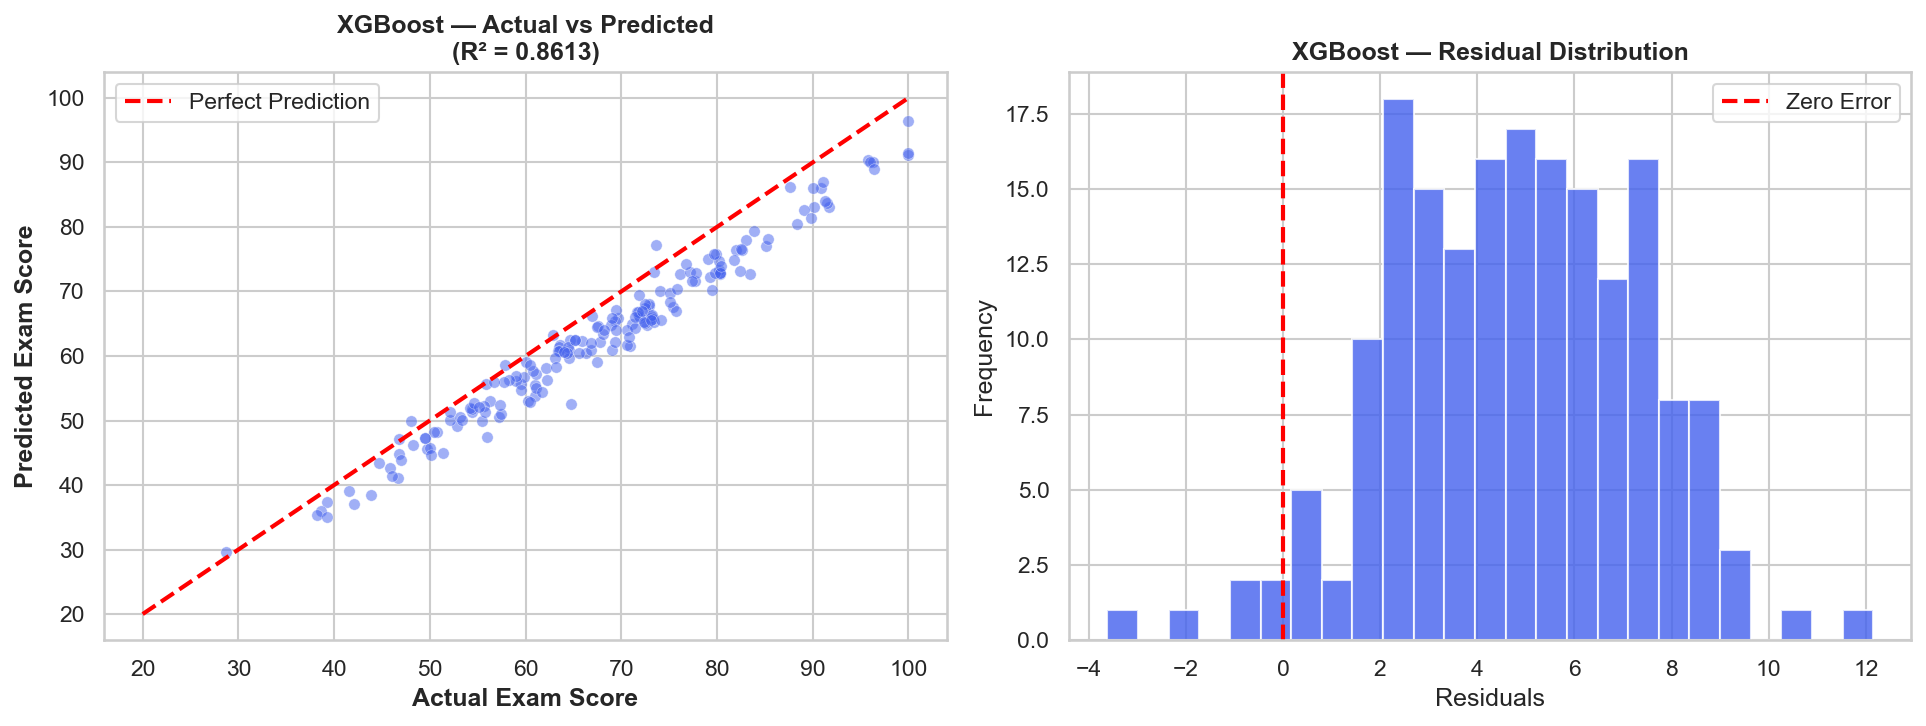 XGBoost — Actual vs Predicted
(R² = 0.8613)
Perfect Prediction
100
90
80
70
60
50
40
30
20
Predicted Exam Score
20 30 40 50 60 70 80 90 100
Actual Exam Score
XGBoost — Residual Distribution
Zero Error
17.5
15.0
12.5
10.0
7.5
5.0
2.5
0.0
Frequency
−4 −2 0 2 4 6 8 10 12
Residuals